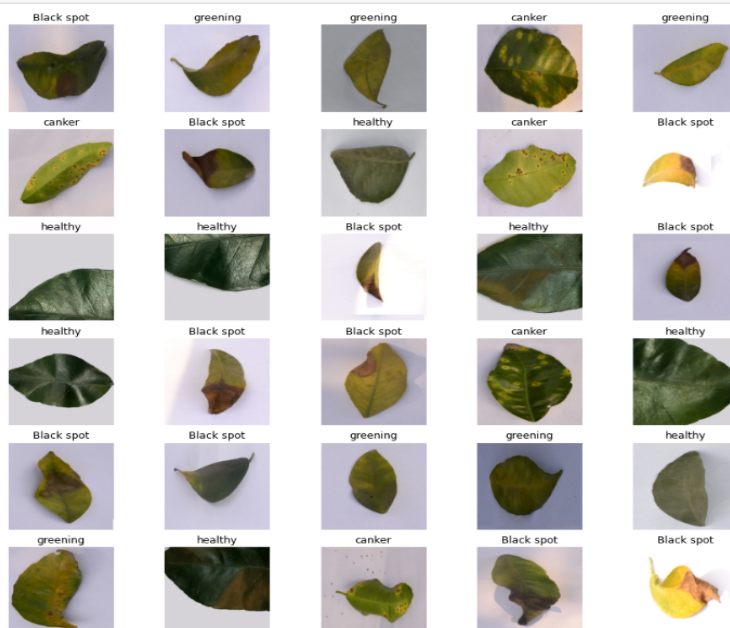 Black spot greening greening canker greening
canker Black spot healthy canker Black spot
healthy healthy Black spot healthy Black spot
healthy Black spot Black spot canker healthy
Black spot Black spot greening greening healthy
greening healthy canker Black spot Black spot